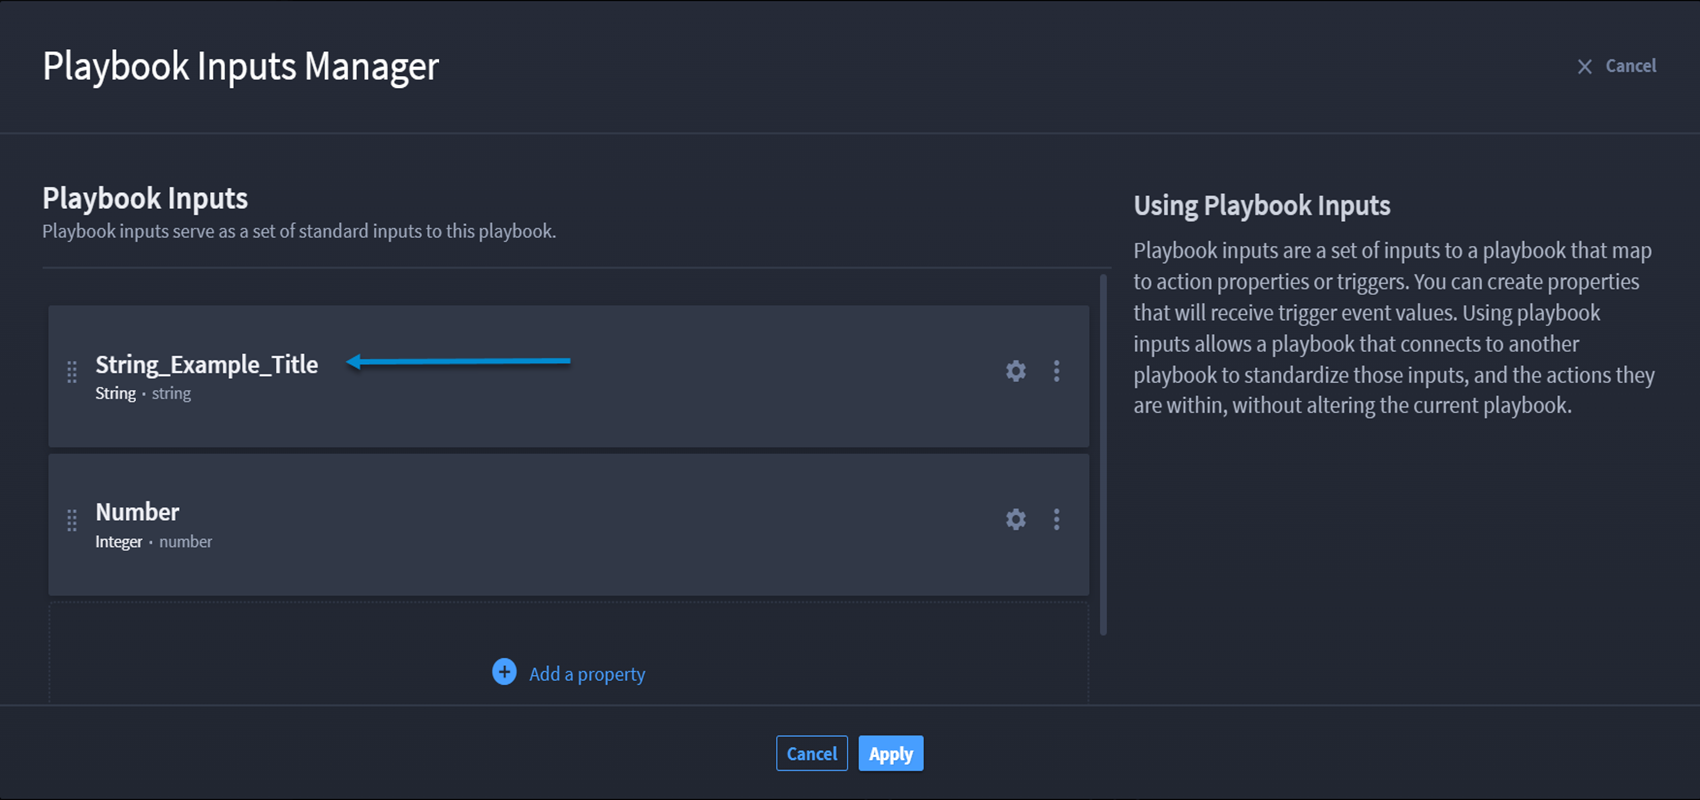 Playbook Inputs Manager
Cancel
Playbook Inputs
Playbook inputs serve as a set of standard inputs to this playbook.
String_Example_Title
String · string
Number
Integer · number
Add a property
Using Playbook Inputs
Playbook inputs are a set of inputs to a playbook that map
to action properties or triggers. You can create properties
that will receive trigger event values. Using playbook
inputs allows a playbook that connects to another
playbook to standardize those inputs, and the actions they
are within, without altering the current playbook.
Cancel
Apply